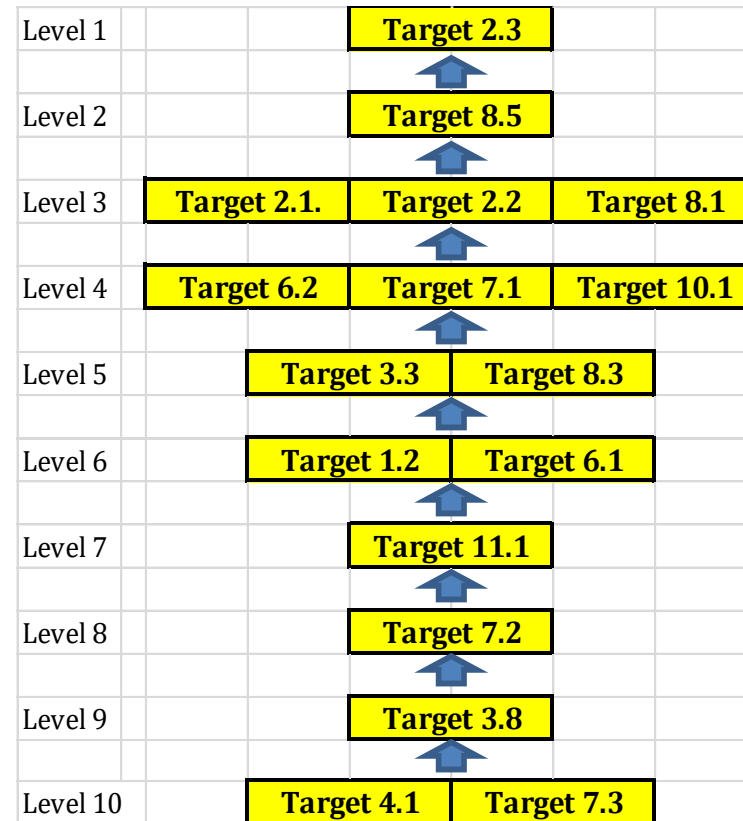 Level 1 Target 2.3
Level 2 Target 8.5
Level 3 Target 2.1. Target 2.2 Target 8.1
Level 4 Target 6.2 Target 7.1 Target 10.1
Level 5 Target 3.3 Target 8.3
Level 6 Target 1.2 Target 6.1
Level 7 Target 11.1
Level 8 Target 7.2
Level 9 Target 3.8
Level 10 Target 4.1 Target 7.3